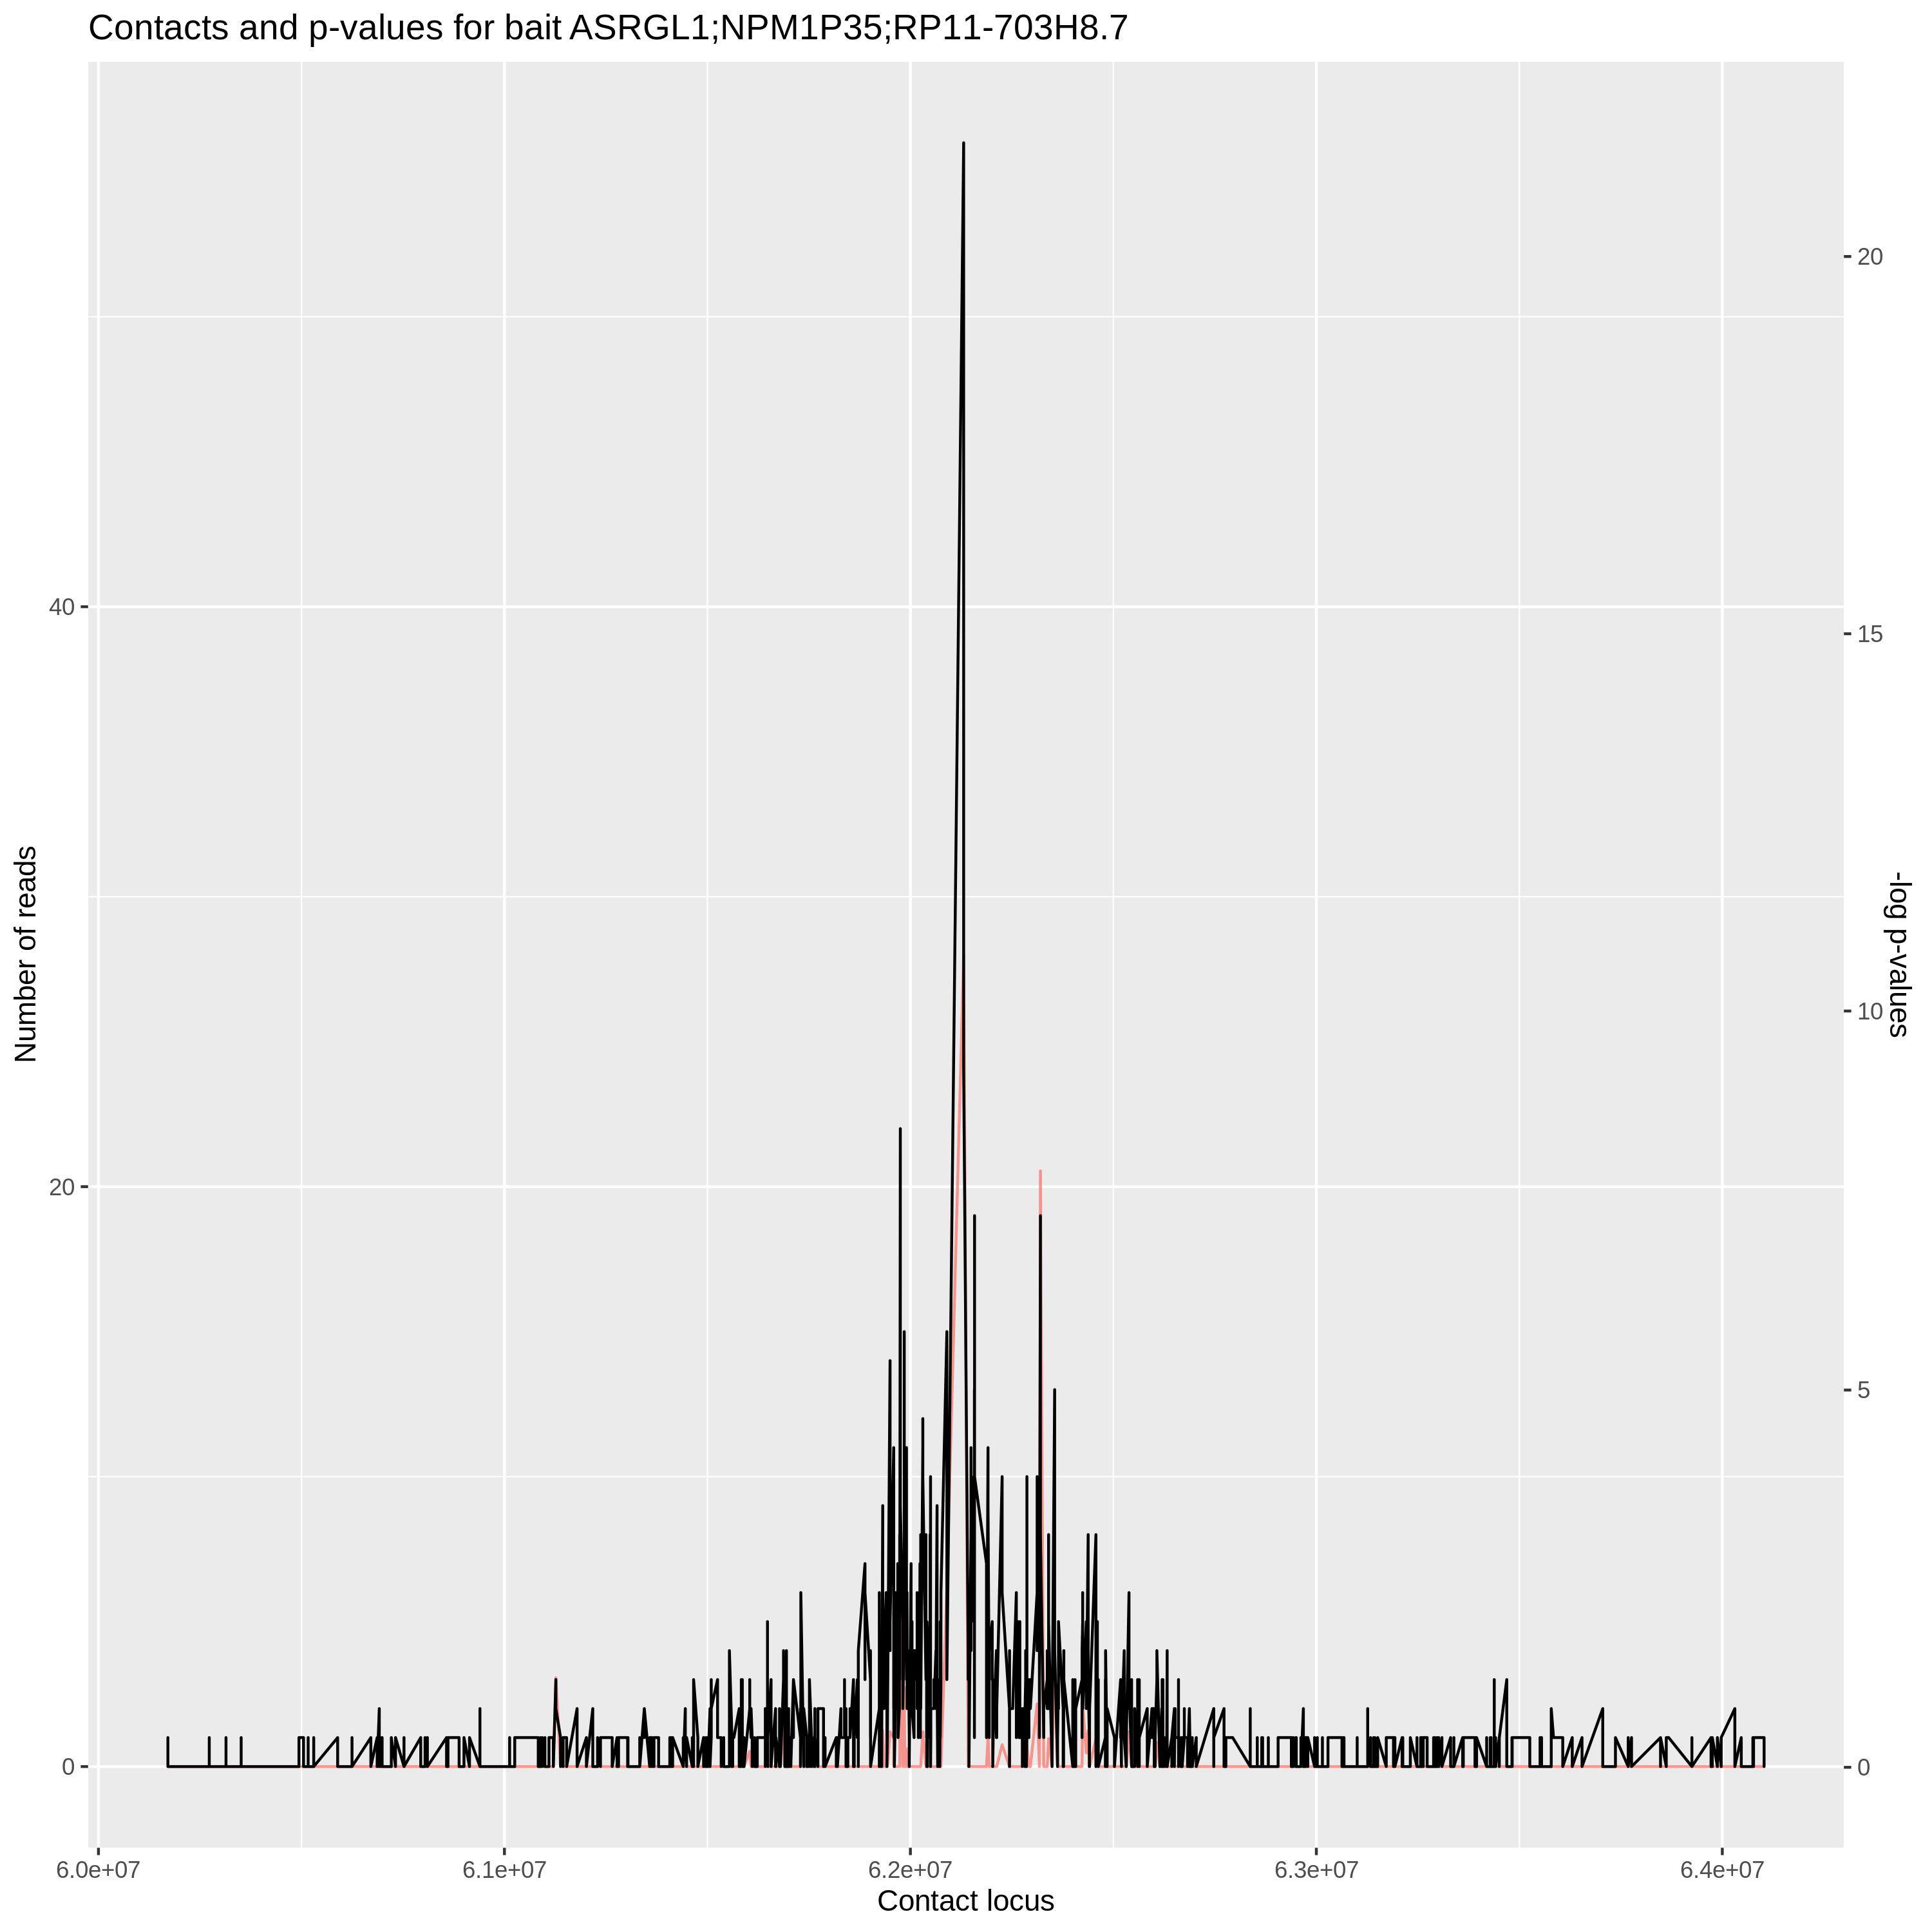 Contacts and p-values for bait ASRGL1;NPM1P35;RP11-703H8.7
Number of reads
40
20
0
20
15
10
5
0
-log p-values
6.0e+07
6.1e+07
6.2e+07
6.3e+07
6.4e+07
Contact locus